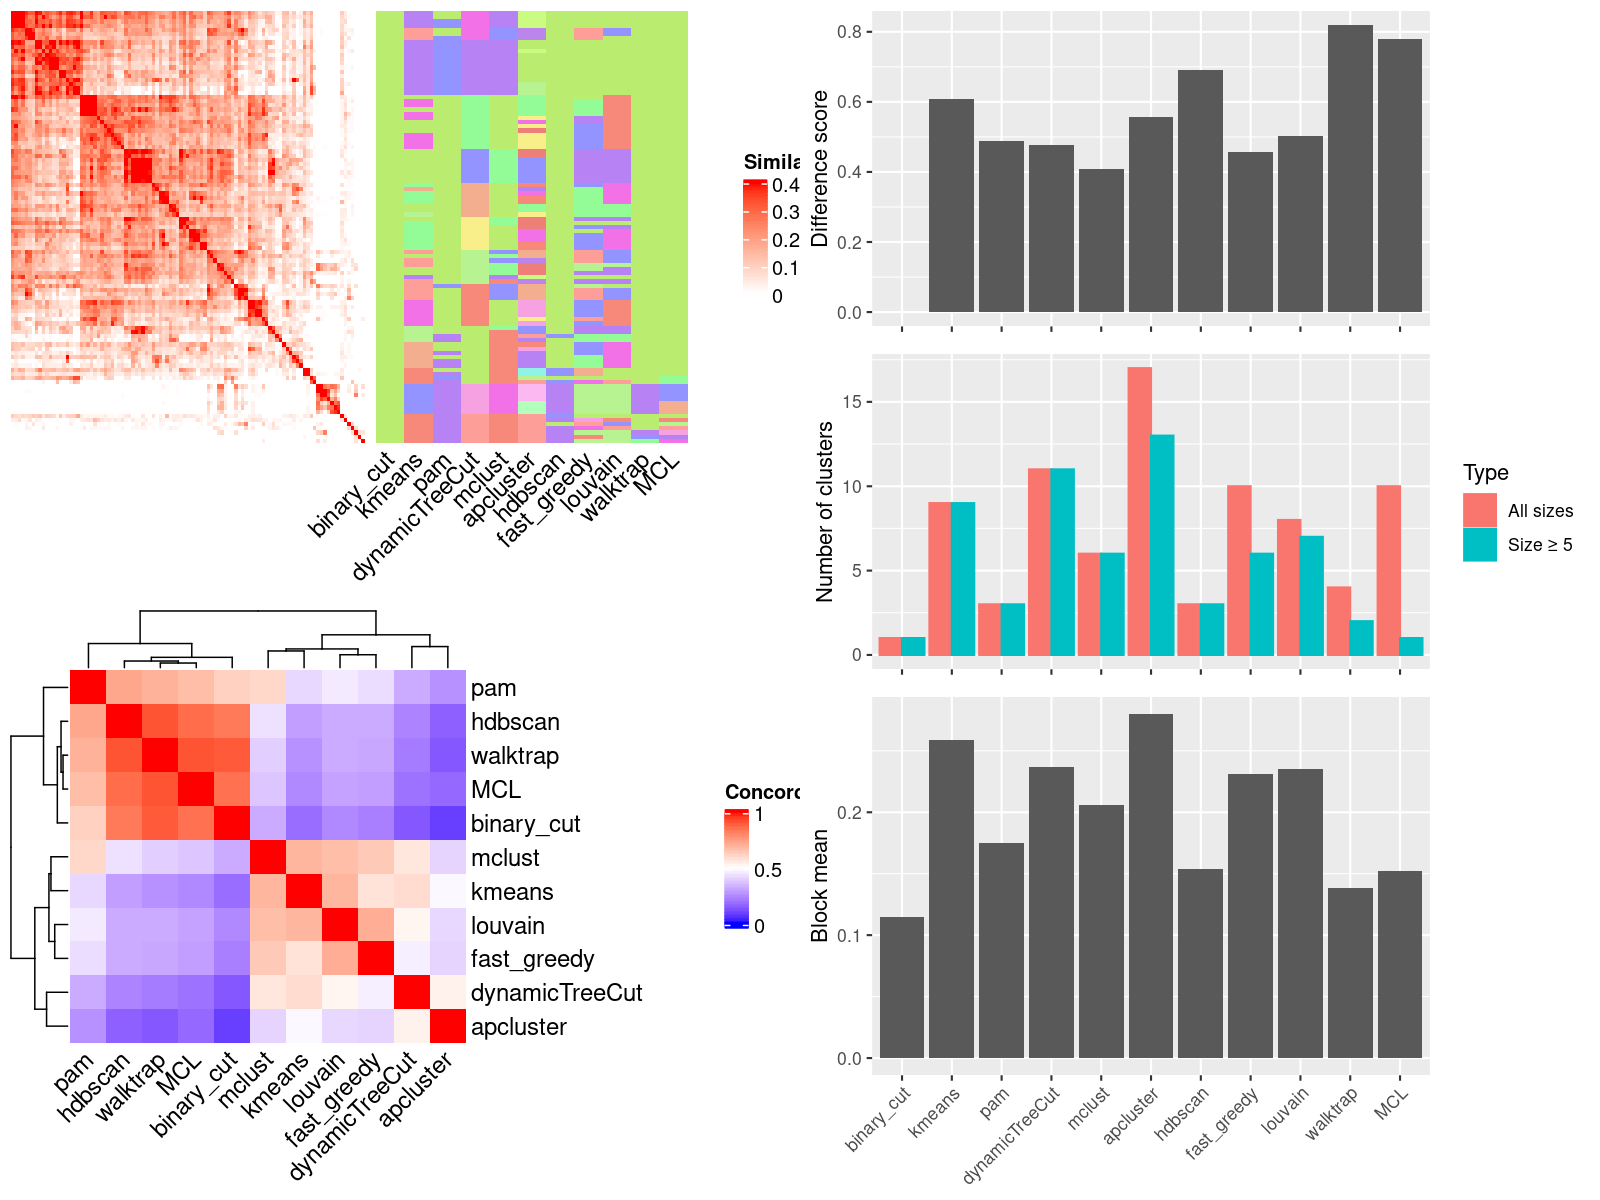 Simila
0.4
0.3
0.2
0.1
0
binary_cut
kmeans
pam
dynamicTreeCut
mclust
apcluster
hdbscan
fast_greedy
louvain
walktrap
MCL
pam
hdbscan
walktrap
MCL
binary_cut
mclust
kmeans
louvain
fast_greedy
dynamicTreeCut
apcluster
pam
hdbscan
walktrap
MCL
binary_cut
mclust
kmeans
louvain
fast_greedy
dynamicTreeCut
apcluster
Concord
1
0.5
0
Difference score
0.8
0.6
0.4
0.2
0.0
Number of clusters
15
10
5
0
Type
All sizes
Size ≥ 5
Block mean
0.2
0.1
0.0
binary_cut
kmeans
pam
dynamicTreeCut
mclust
apcluster
hdbscan
fast_greedy
louvain
walktrap
MCL